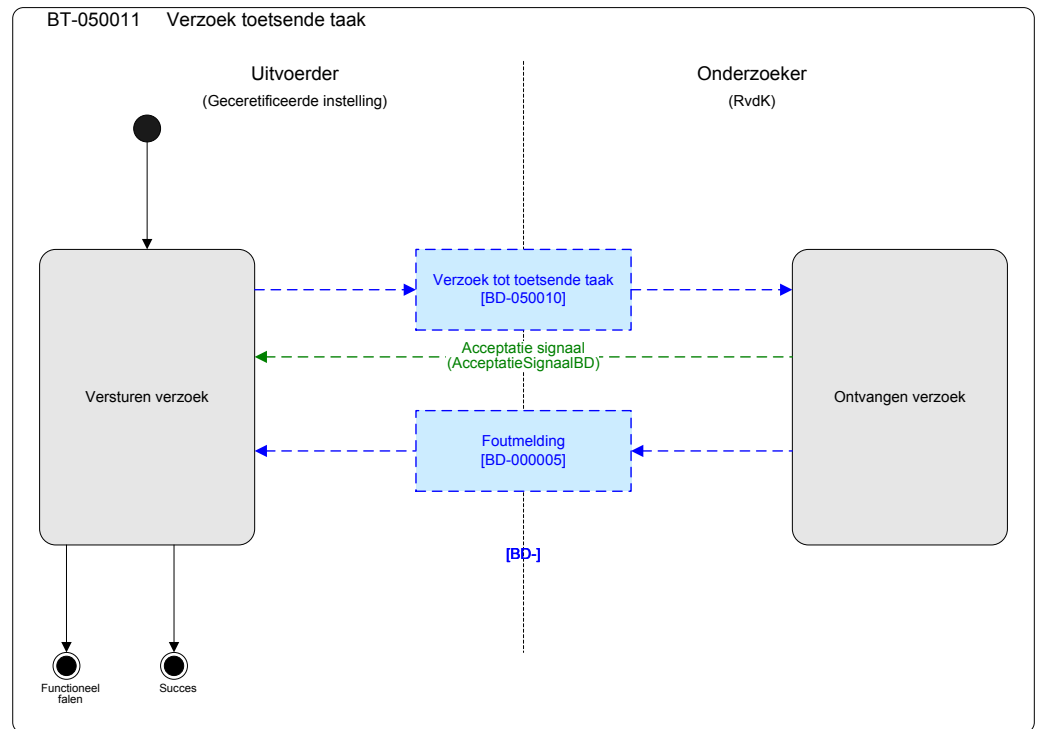 BT-050011 Verzoek toetsende taak
Uitvoerder
(Geceretificeerde instelling)
Onderzoeker
(RvdK)
Verzoek tot toetsende taak
[BD-050010]
Acceptatie signaal
(AcceptatieSignaalBD)
Versturen verzoek
Ontvangen verzoek
Foutmelding
[BD-000005]
[BD-]
Functioneel
falen
Succes